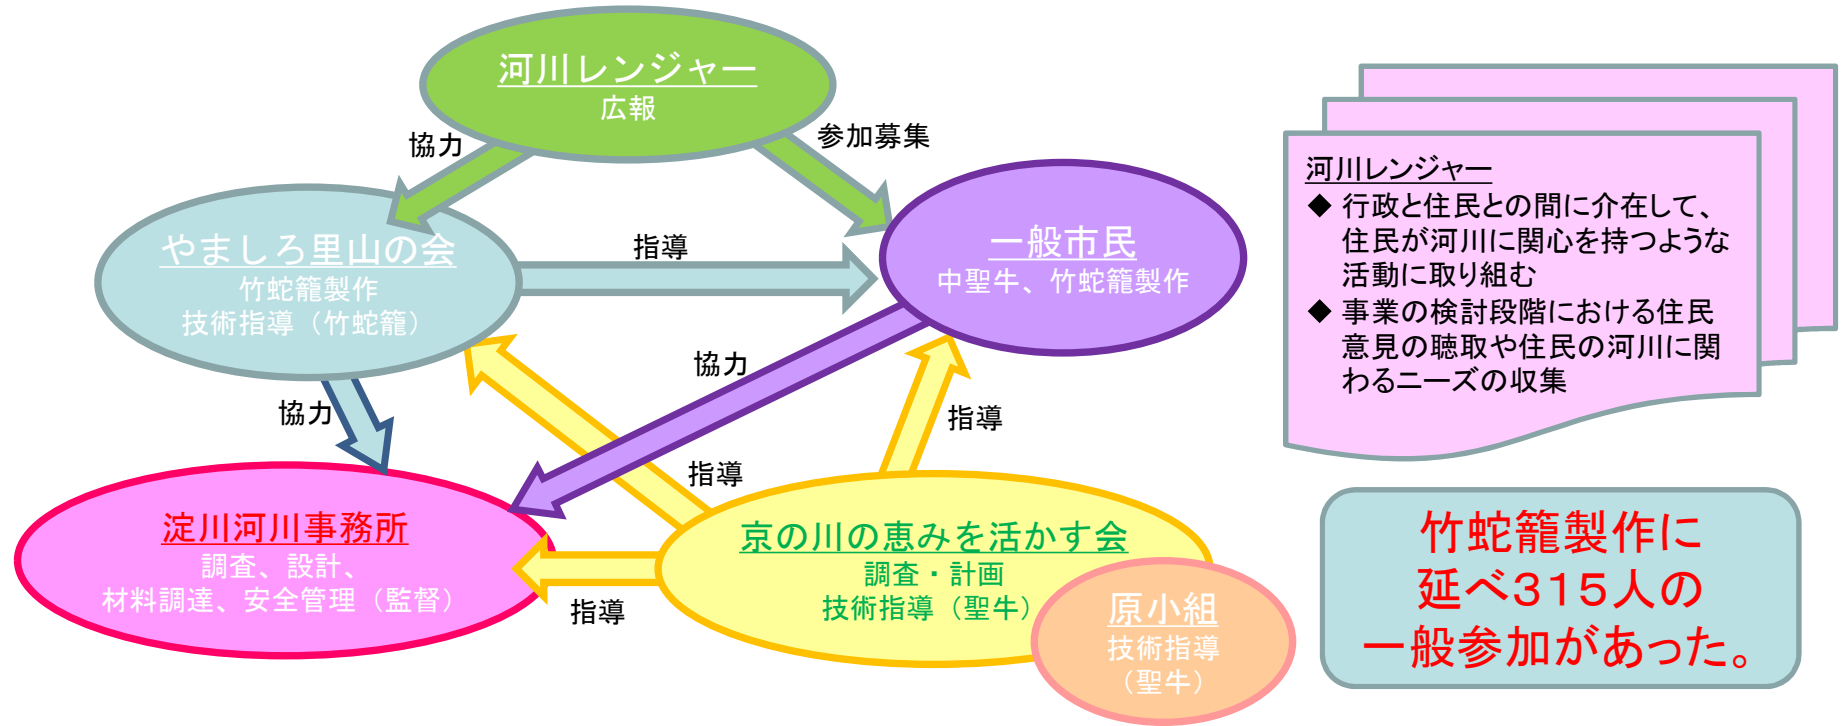 河川レンジャー
広報
協力
参加募集
やましろ里山の会
竹蛇籠製作
技術指導（竹蛇籠）
指導
一般市民
中聖牛、竹蛇籠製作
協力
協力
指導
指導
淀川河川事務所
調査、設計、
材料調達、安全管理（監督）
指導
京の川の恵みを活かす会
調査・計画
技術指導（聖牛）
原小組
技術指導
（聖牛）
河川レンジャー
◆ 行政と住民との間に介在して、
住民が河川に関心を持つような
活動に取り組む
◆ 事業の検討段階における住民
意見の聴取や住民の河川に関
わるニーズの収集
竹蛇籠製作に
延べ３１５人の
一般参加があった。